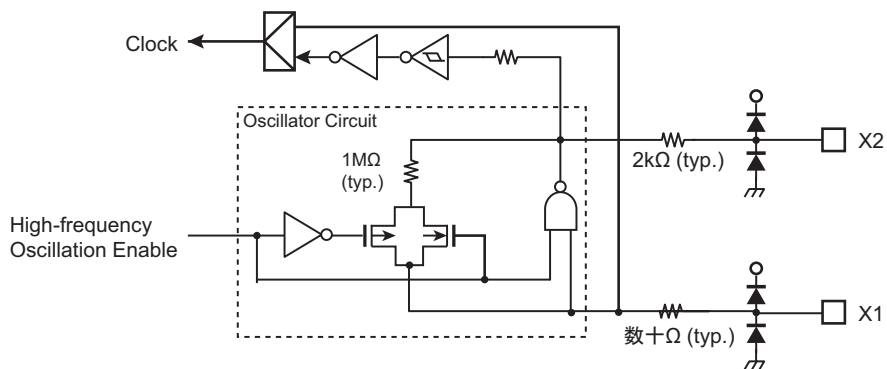 Clock
Oscillator Circuit
1MΩ
(typ.)
2kΩ (typ.)
X2
High-frequency
Oscillation Enable
数十Ω (typ.)
X1